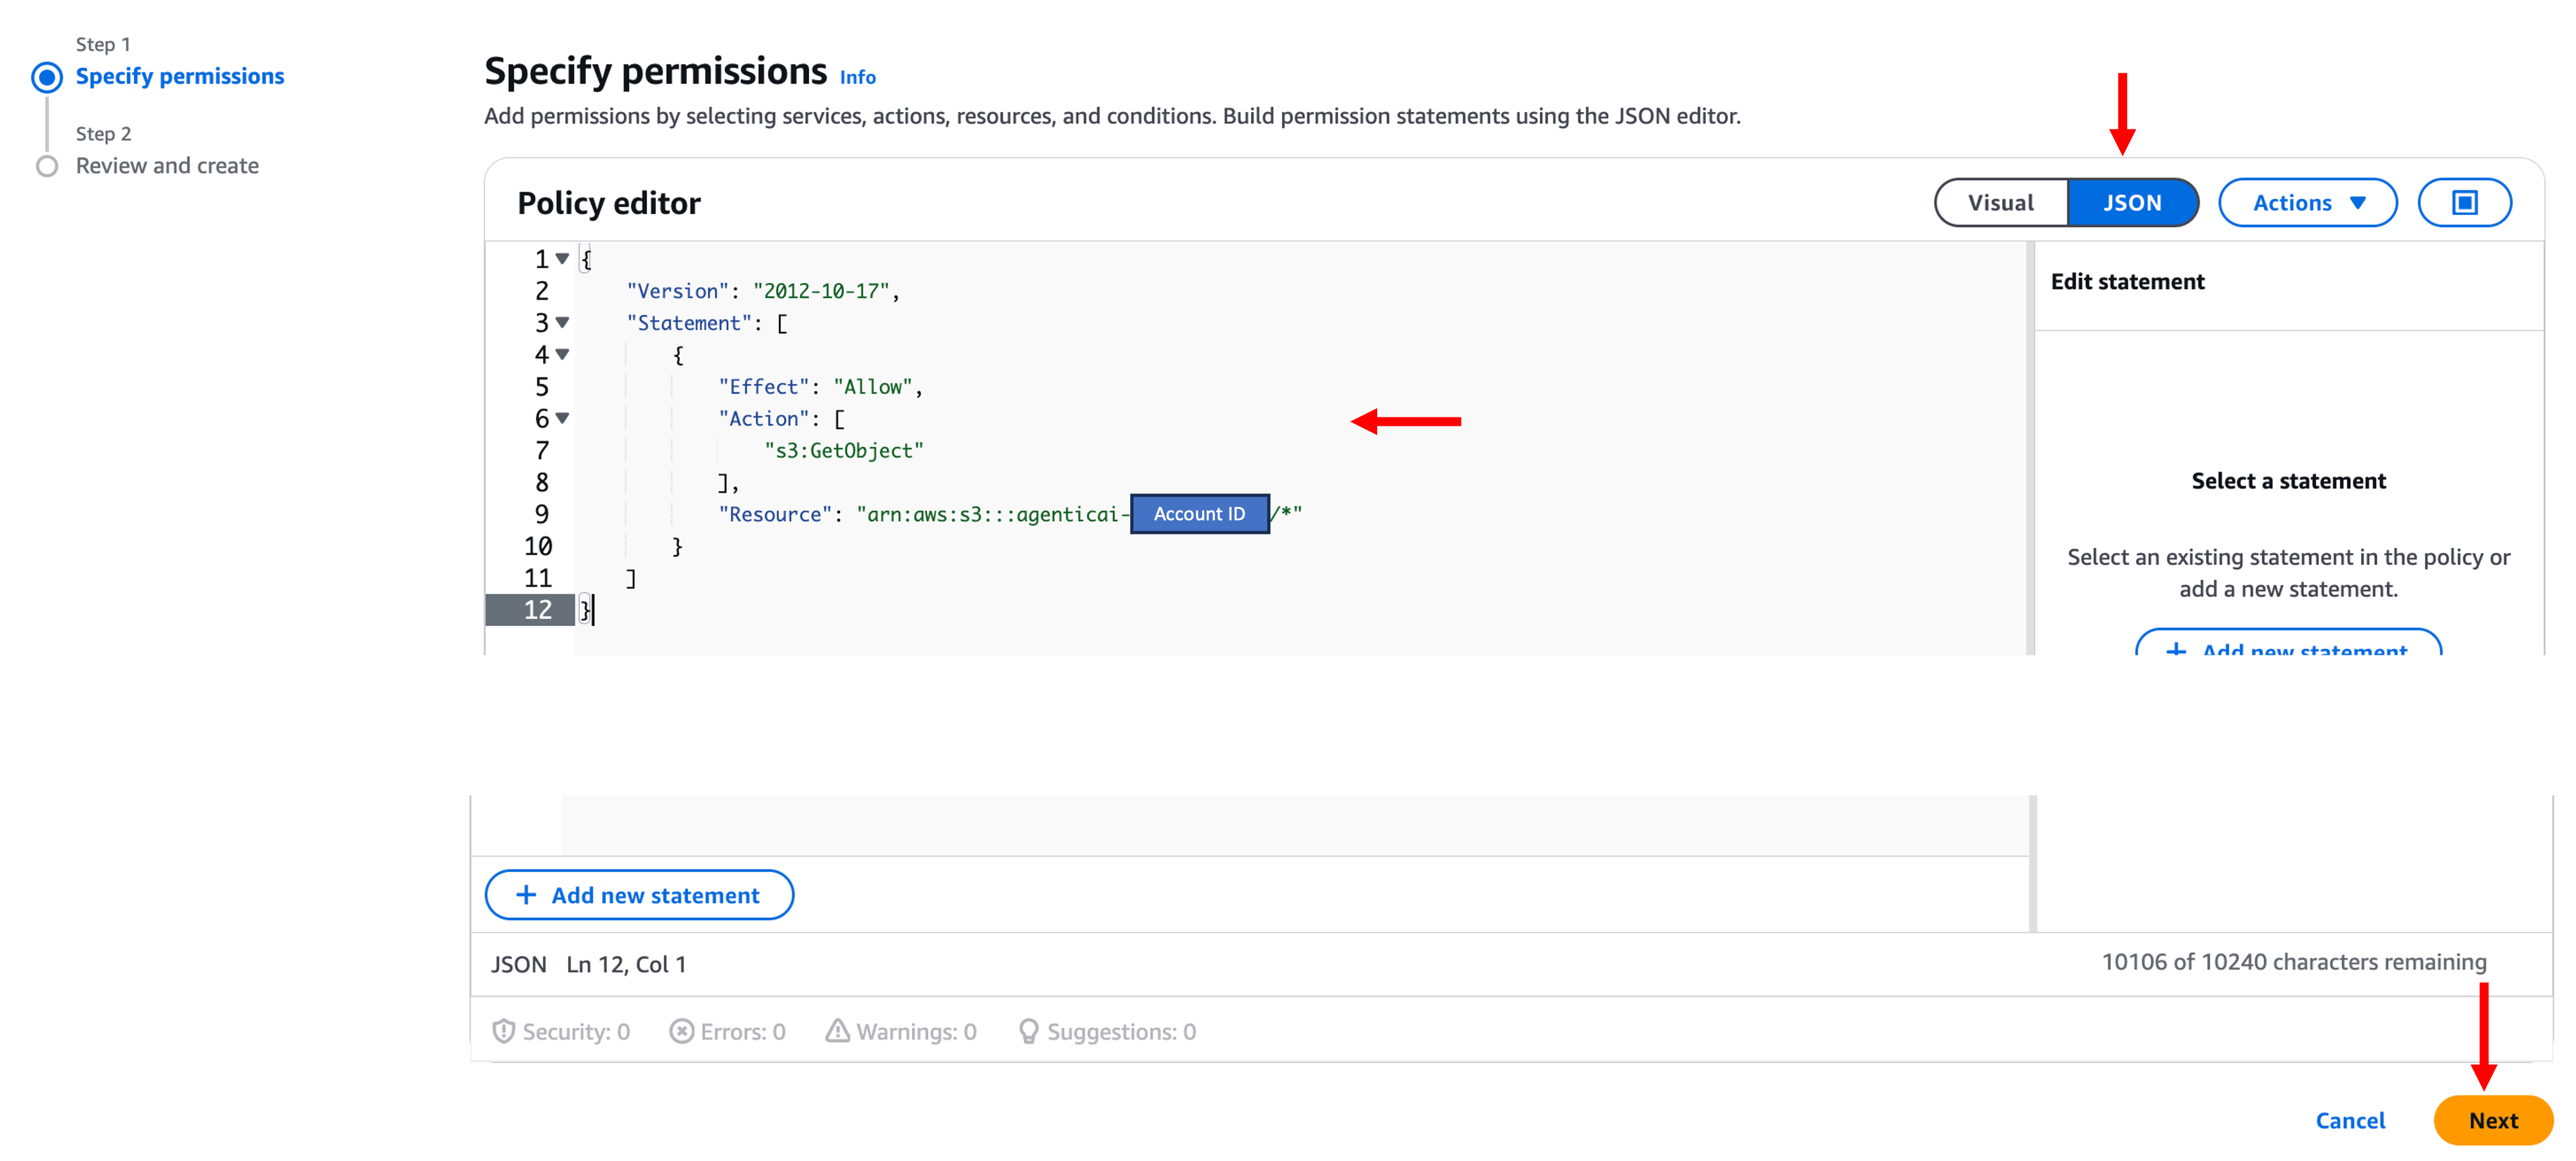 Step 1
Specify permissions
Step 2
Review and create
Specify permissions Info
Add permissions by selecting services, actions, resources, and conditions. Build permission statements using the JSON editor.
Policy editor
Visual JSON Actions
1 {
2 "Version": "2012-10-17",
3 "Statement": [
4 {
5 "Effect": "Allow",
6 "Action": [
7 "s3:GetObject"
8 ],
9 "Resource": "arn:aws:s3:::agenticai-Account ID/*"
10 }
11 ]
12 }
Edit statement
Select a statement
Select an existing statement in the policy or
add a new statement.
+ Add new statement
+ Add new statement
JSON Ln 12, Col 1
10106 of 10240 characters remaining
Security: 0 Errors: 0 Warnings: 0 Suggestions: 0
Cancel Next